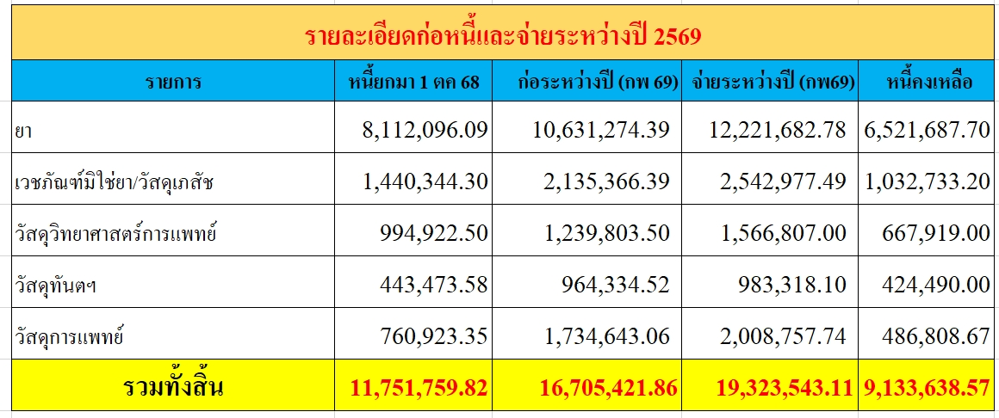 รายละเอียดก่อหนี้และจ่ายระหว่างปี 2569
รายการ หนี้ยกมา 1 ตค 68 ก่อระหว่างปี (กพ 69) จ่ายระหว่างปี (กพ69) หนี้คงเหลือ
ยา 8,112,096.09 10,631,274.39 12,221,682.78 6,521,687.70
เวชภัณฑ์มิใช่ยา/วัสดุเภสัช 1,440,344.30 2,135,366.39 2,542,977.49 1,032,733.20
วัสดุวิทยาศาสตร์การแพทย์ 994,922.50 1,239,803.50 1,566,807.00 667,919.00
วัสดุทันตฯ 443,473.58 964,334.52 983,318.10 424,490.00
วัสดุการแพทย์ 760,923.35 1,734,643.06 2,008,757.74 486,808.67
รวมทั้งสิ้น 11,751,759.82 16,705,421.86 19,323,543.11 9,133,638.57